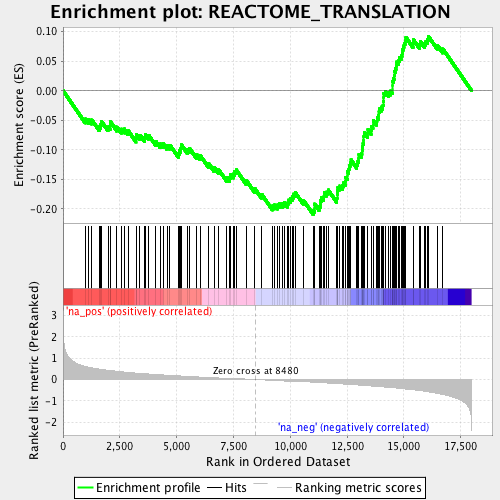 Enrichment plot: REACTOME_TRANSLATION
Enrichment score (ES)
0.10
0.05
0.00
-0.05
-0.10
-0.15
-0.20
Ranked list metric (PreRanked)
'na_pos' (positively correlated)
3
2
1
0
-1
-2
Zero cross at 8480
'na_neg' (negatively correlated)
0
2,500
5,000
7,500
10,000
12,500
15,000
17,500
Rank in Ordered Dataset
Enrichment profile
Hits
Ranking metric scores